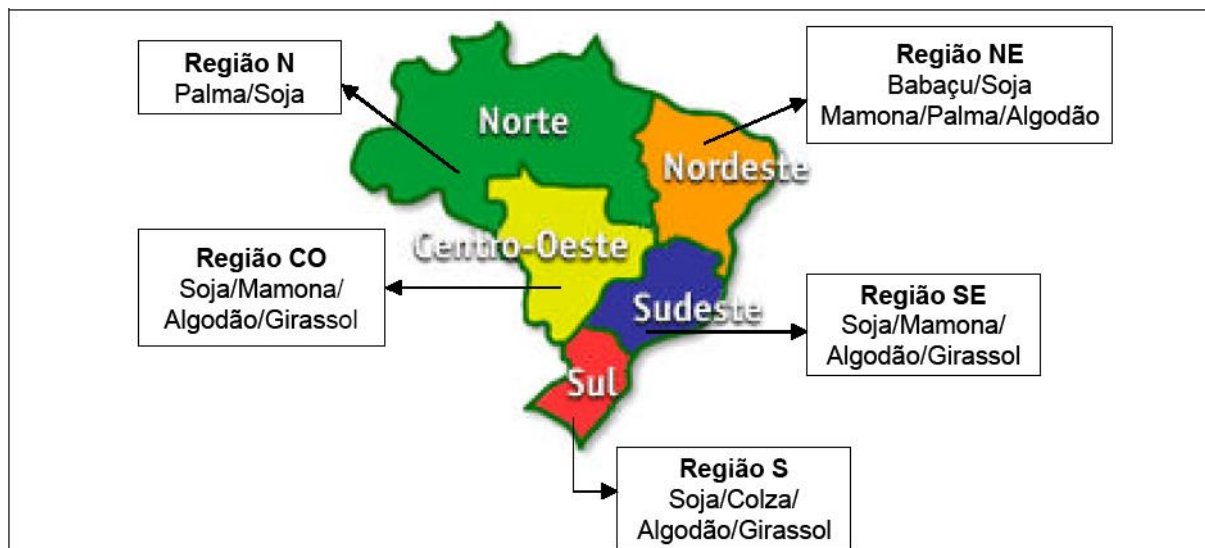 Região N
Palma/Soja
Região NE
Babaçu/Soja
Mamona/Palma/Algodão
Norte
Nordeste
Centro-Oeste
Região CO
Soja/Mamona/
Algodão/Girassol
Sudeste
Região SE
Soja/Mamona/
Algodão/Girassol
Sul
Região S
Soja/Colza/
Algodão/Girassol